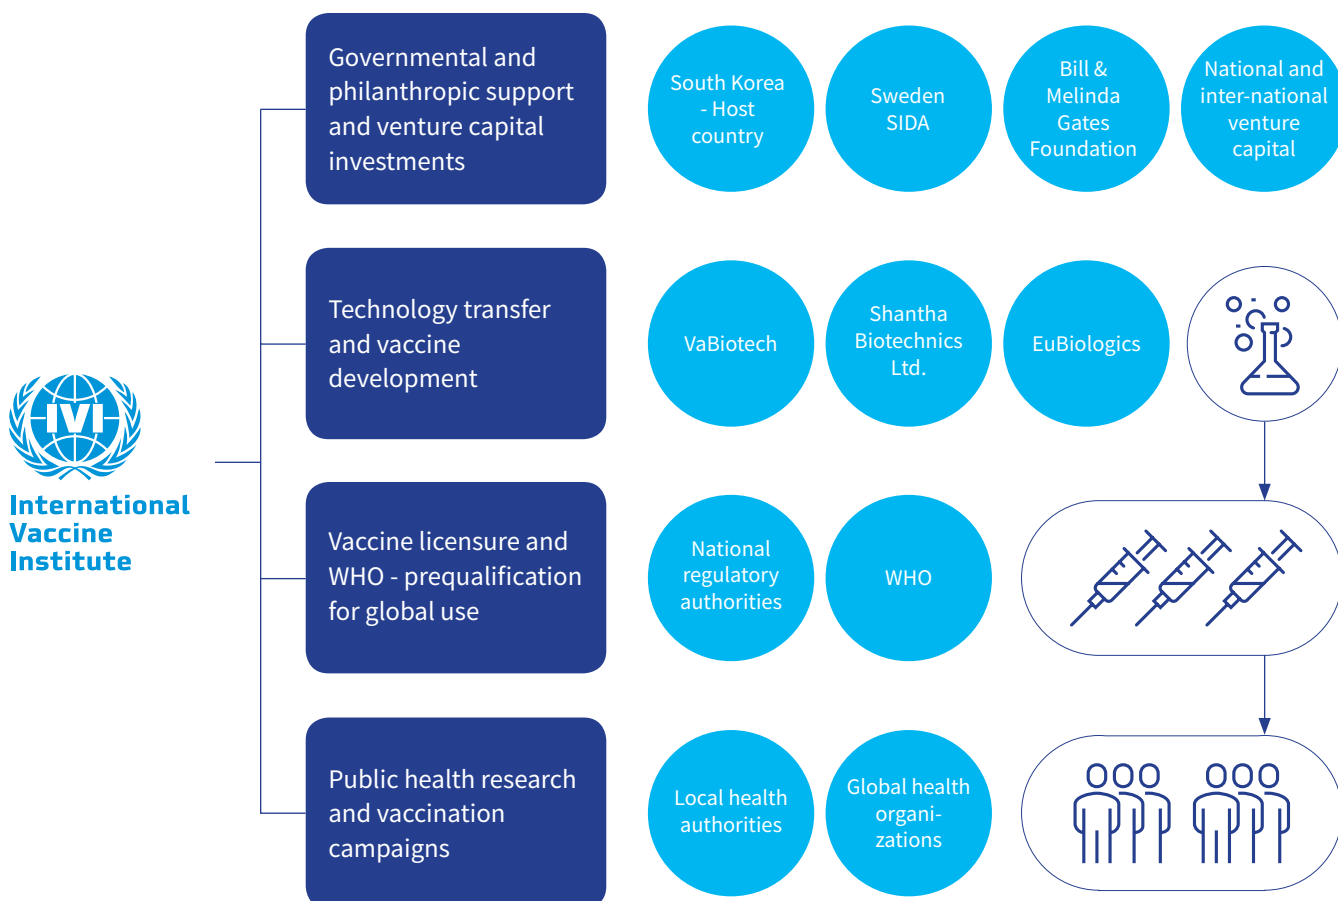 Governmental and
philanthropic support
and venture capital
investments
South Korea
- Host
country
Sweden
SIDA
Bill &
Melinda
Gates
Foundation
National and
inter-national
venture
capital
Technology transfer
and vaccine
development
VaBiotech
Shantha
Biotechnics
Ltd.
EuBiologics
IVI
International
Vaccine
Institute
Vaccine licensure and
WHO - prequalification
for global use
National
regulatory
authorities
WHO
Public health research
and vaccination
campaigns
Local health
authorities
Global health
organi-
zations